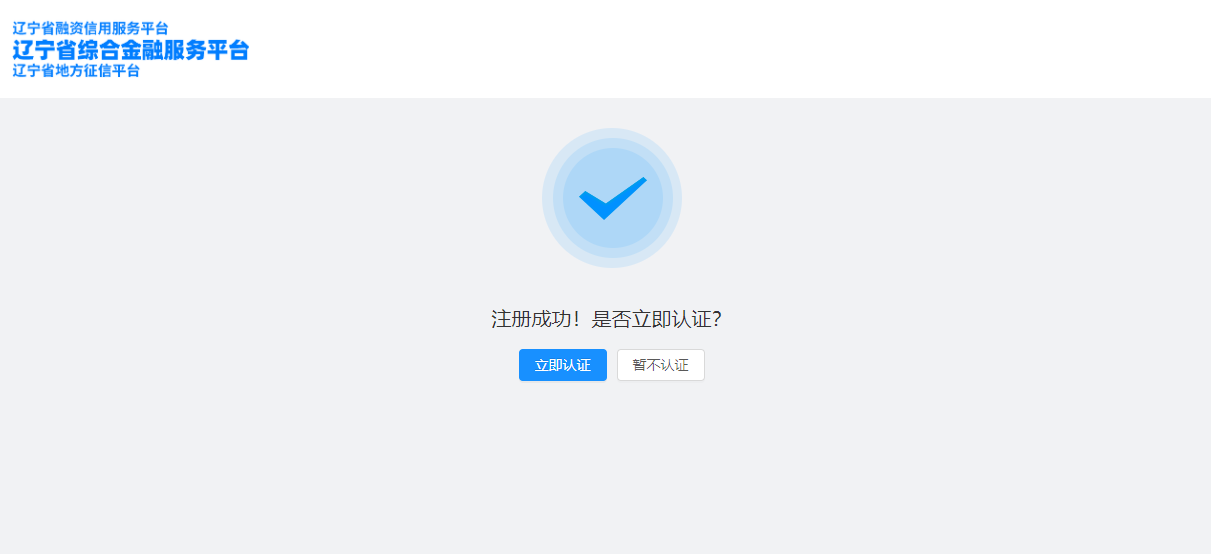 辽宁省融资信用服务平台
辽宁省综合金融服务平台
辽宁省地方征信平台
注册成功！是否立即认证?
立即认证 暂不认证